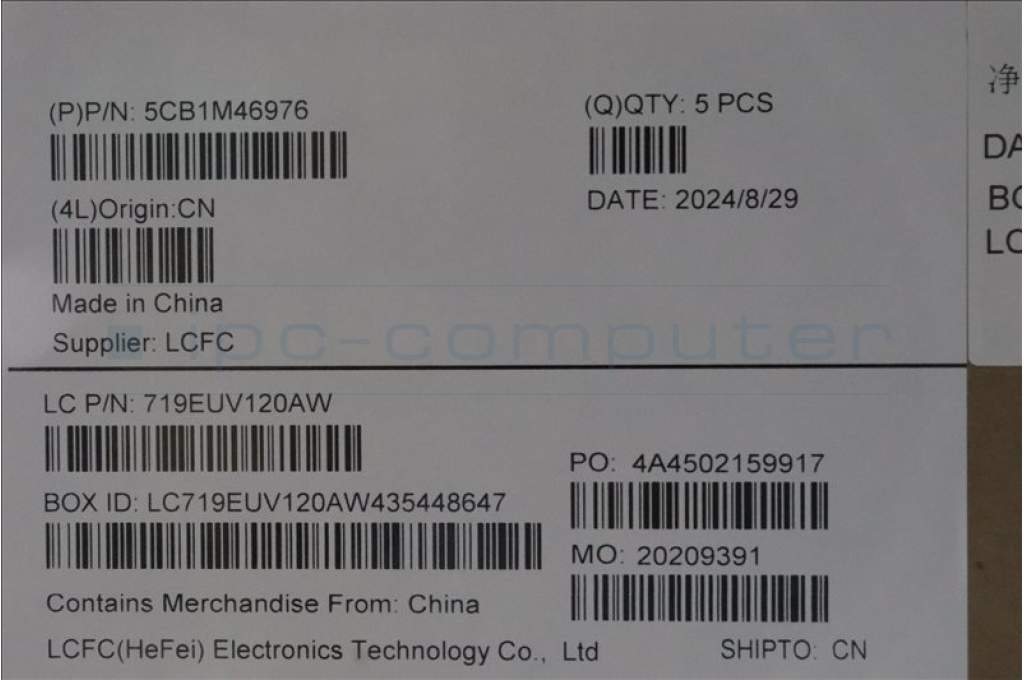 (P)P/N: 5CB1M46976
(Q)QTY: 5 PCS
DATE: 2024/8/29
(4L)Origin:CN
Made in China
Supplier: LCFC
ipc-computer
LC P/N: 719EUV120AW
PO: 4A4502159917
BOX ID: LC719EUV120AW435448647
MO: 20209391
Contains Merchandise From: China
LCFC(HeFei) Electronics Technology Co., Ltd
SHIPTO: CN
净
DA
BO
LC